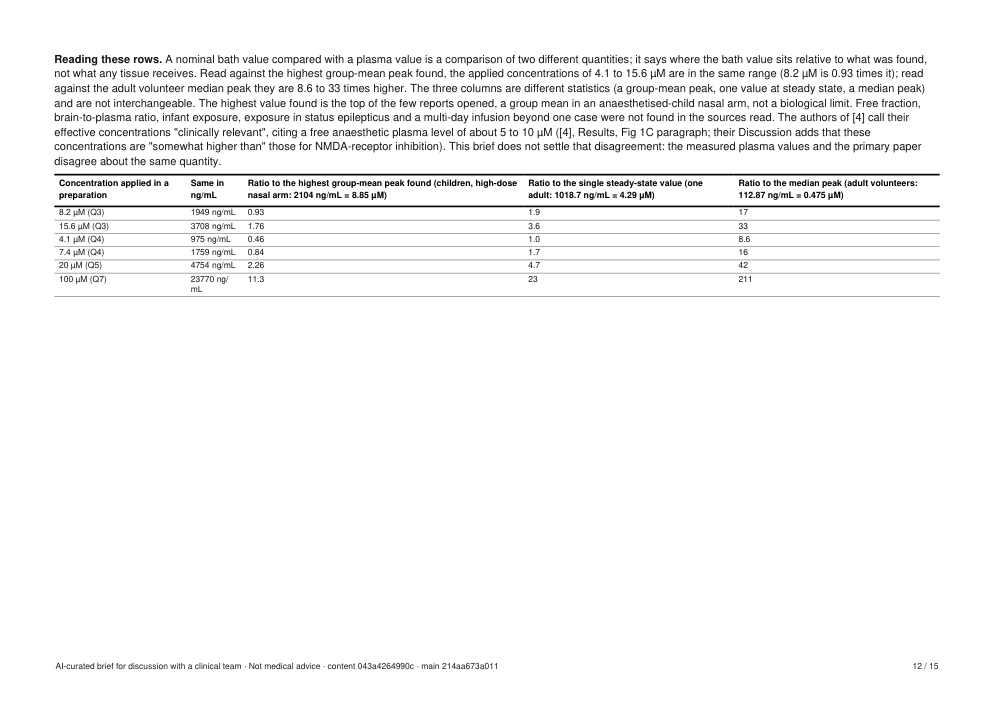 Reading these rows. A nominal bath value compared with a plasma value is a comparison of two different quantities; it says where the bath value sits relative to what was found,
not what any tissue receives. Read against the highest group-mean peak found, the applied concentrations of 4.1 to 15.6 µM are in the same range (8.2 µM is 0.93 times it); read
against the adult volunteer median peak they are 8.6 to 33 times higher. The three columns are different statistics (a group-mean peak, one value at steady state, a median peak)
and are not interchangeable. The highest value found is the top of the few reports opened, a group mean in an anaesthetised-child nasal arm, not a biological limit. Free fraction,
brain-to-plasma ratio, infant exposure, exposure in status epilepticus and a multi-day infusion beyond one case were not found in the sources read. The authors of [4] call their
effective concentrations "clinically relevant", citing a free anaesthetic plasma level of about 5 to 10 µM ([4], Results, Fig 1C paragraph; their Discussion adds that these
concentrations are "somewhat higher than" those for NMDA-receptor inhibition). This brief does not settle that disagreement: the measured plasma values and the primary paper
disagree about the same quantity.
Concentration applied in a preparation | Same in ng/mL | Ratio to the highest group-mean peak found (children, high-dose nasal arm: 2104 ng/mL = 8.85 µM) | Ratio to the single steady-state value (one adult: 1018.7 ng/mL = 4.29 µM) | Ratio to the median peak (adult volunteers: 112.87 ng/mL = 0.475 µM)
8.2 µM (Q3) | 1949 ng/mL | 0.93 | 1.9 | 17
15.6 µM (Q3) | 3708 ng/mL | 1.76 | 3.6 | 33
4.1 µM (Q4) | 975 ng/mL | 0.46 | 1.0 | 8.6
7.4 µM (Q4) | 1759 ng/mL | 0.84 | 1.7 | 16
20 µM (Q5) | 4754 ng/mL | 2.26 | 4.7 | 42
100 µM (Q7) | 23770 ng/mL | 11.3 | 23 | 211
AI-curated brief for discussion with a clinical team · Not medical advice · content 043a4264990c · main 214aa673a011
12 / 15